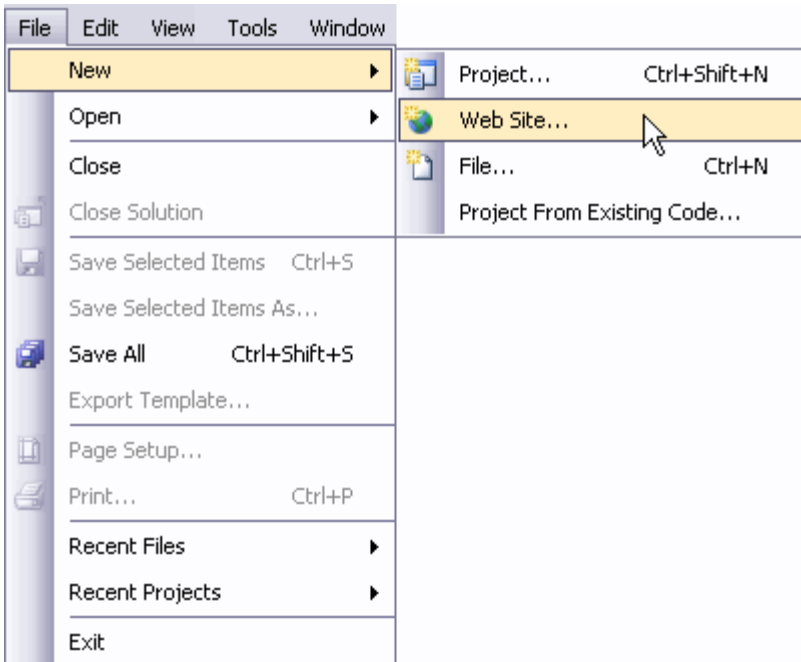 File Edit View Tools Window
New
Open
Close
Close Solution
Save Selected Items Ctrl+S
Save Selected Items As...
Save All Ctrl+Shift+S
Export Template...
Page Setup...
Print... Ctrl+P
Recent Files
Recent Projects
Exit
Project... Ctrl+Shift+N
Web Site...
File... Ctrl+N
Project From Existing Code...